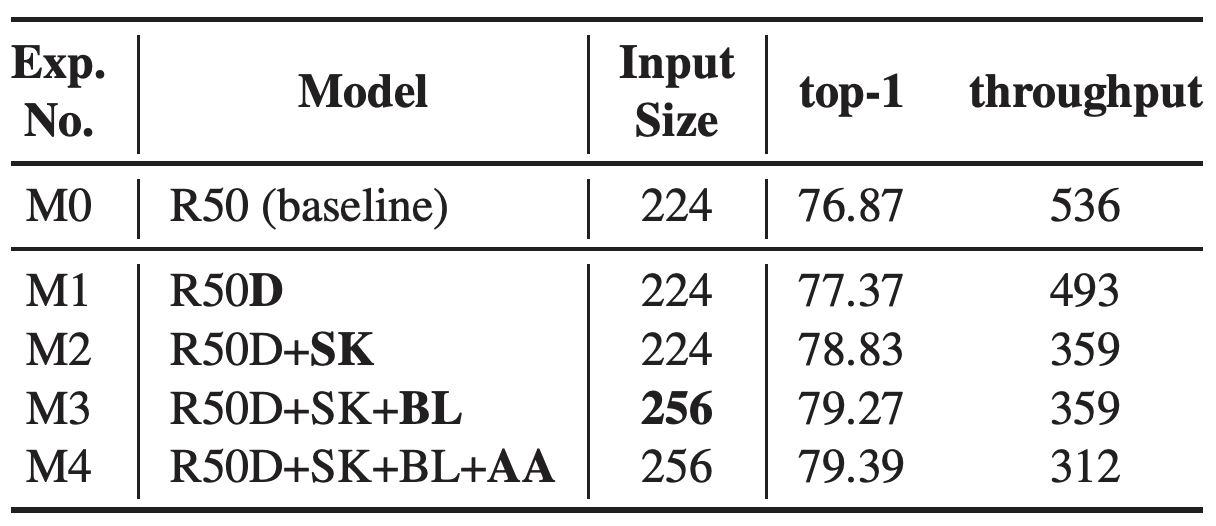 Exp. No. Model Input Size top-1 throughput
M0 R50 (baseline) 224 76.87 536
M1 R50D 224 77.37 493
M2 R50D+SK 224 78.83 359
M3 R50D+SK+BL 256 79.27 359
M4 R50D+SK+BL+AA 256 79.39 312